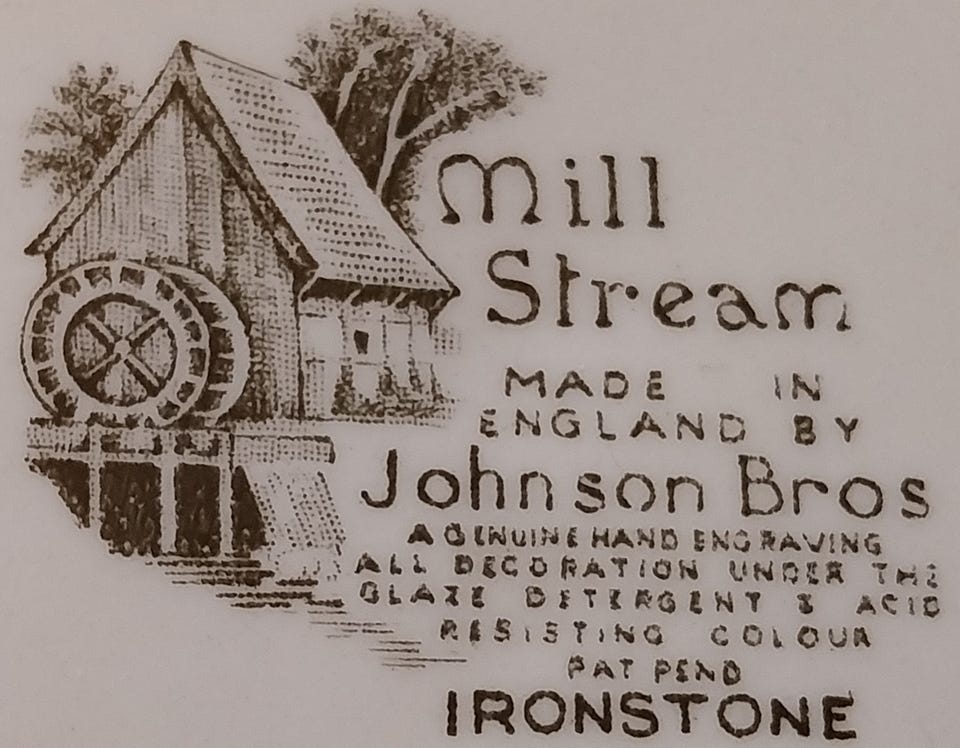 Mill
Stream
MADE IN
ENGLAND BY
Johnson Bros
A GENUINE HAND ENGRAVING
ALL DECORATION UNDER THE
GLAZE DETERGENT & ACID
RESISTING COLOUR
PAT PEND
IRONSTONE